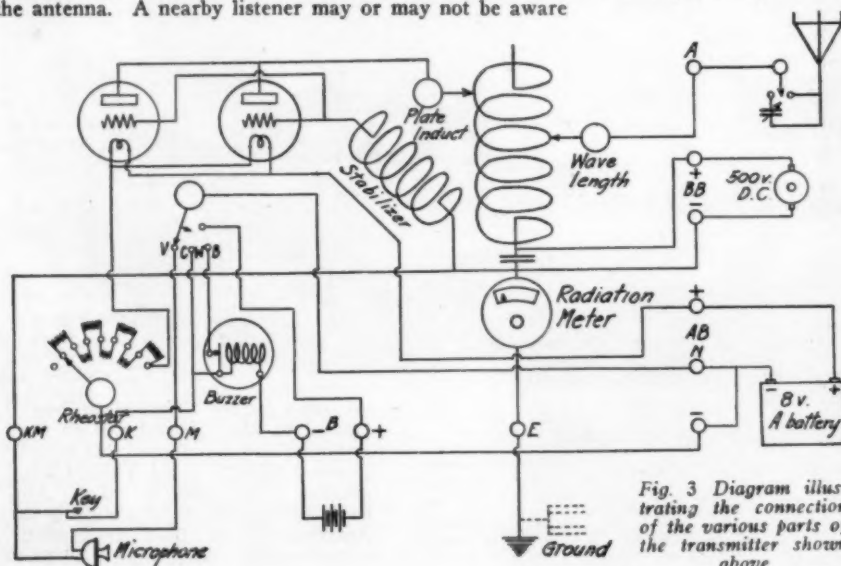 the antenna. A nearby listener may or may not be aware
A
Plate
Induct
Stabilizer
Wave
length
+
BB
500 v.
D.C.
-
V C W B
Radiation
Meter
+
AB
N
Rheostat
Buzzer
-
8 v.
A battery
- +
KM
K
M
- B +
E
Key
Microphone
Ground
Fig. 3 Diagram illus-
trating the connection
of the various parts o
the transmitter show
above